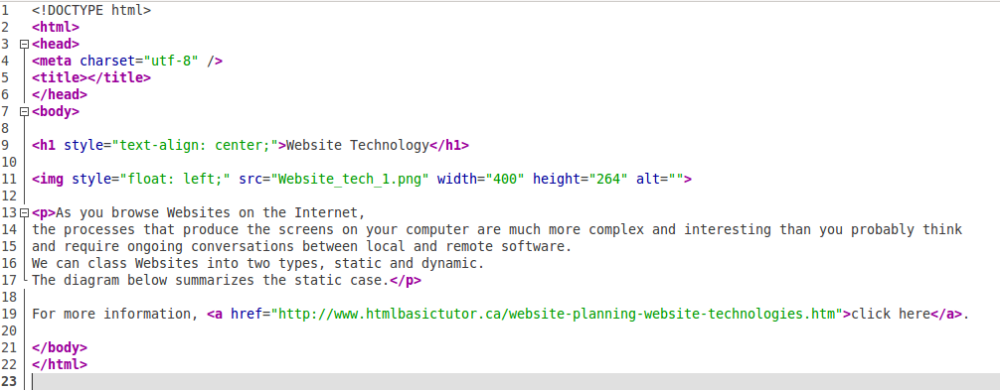 1 <!DOCTYPE html>
2 <html>
3 <head>
4 <meta charset="utf-8" />
5 <title></title>
6 </head>
7 <body>
8
9 <h1 style="text-align: center;">Website Technology</h1>
10
11 <img style="float: left;" src="Website_tech_1.png" width="400" height="264" alt="">
12
13 <p>As you browse Websites on the Internet,
14 the processes that produce the screens on your computer are much more complex and interesting than you probably think
15 and require ongoing conversations between local and remote software.
16 We can class Websites into two types, static and dynamic.
17 The diagram below summarizes the static case.</p>
18
19 For more information, <a href="http://www.htmlbasictutor.ca/website-planning-website-technologies.htm">click here</a>.
20
21 </body>
22 </html>
23